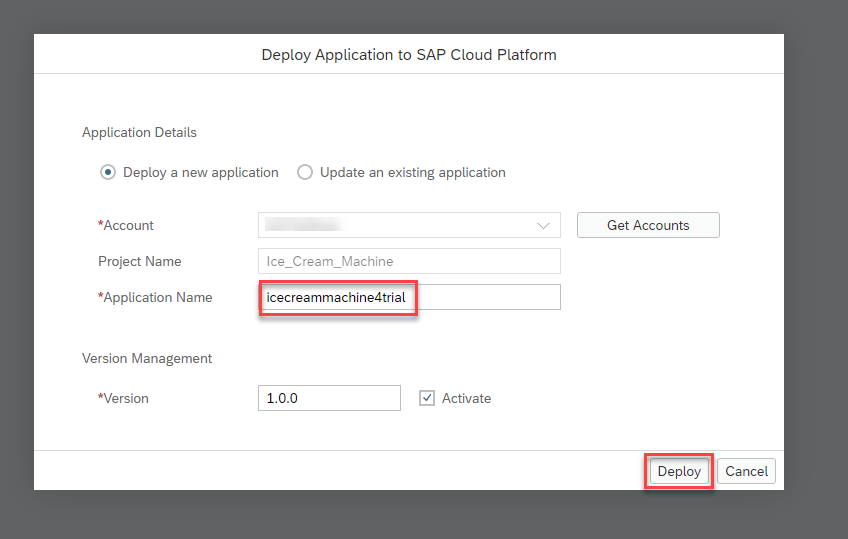 Deploy Application to SAP Cloud Platform
Application Details
Deploy a new application Update an existing application
*Account Get Accounts
Project Name Ice_Cream_Machine
*Application Name icecreammachine4trial
Version Management
*Version 1.0.0 Activate
Deploy Cancel